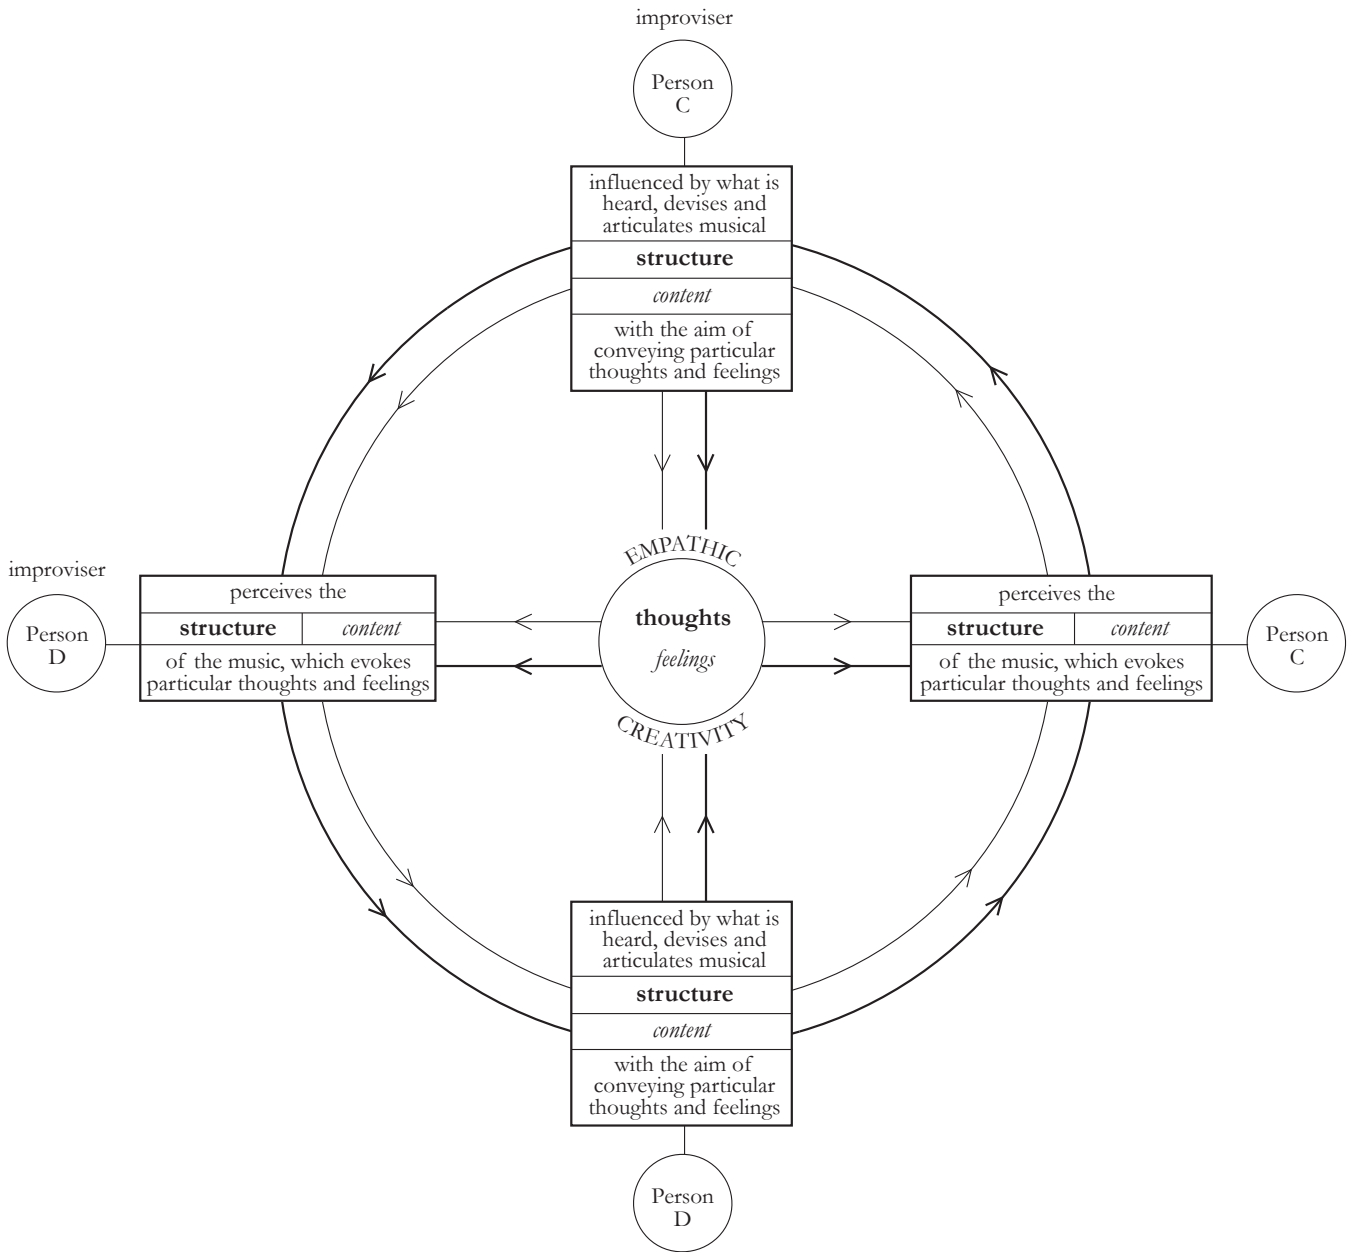 improviser
Person
C
influenced by what is
heard, devises and
articulates musical
structure
content
with the aim of
conveying particular
thoughts and feelings
EMPATHIC
thoughts
feelings
CREATIVITY
improviser
Person
D
perceives the
structure
content
of the music, which evokes
particular thoughts and feelings
perceives the
structure
content
of the music, which evokes
particular thoughts and feelings
Person
C
influenced by what is
heard, devises and
articulates musical
structure
content
with the aim of
conveying particular
thoughts and feelings
Person
D